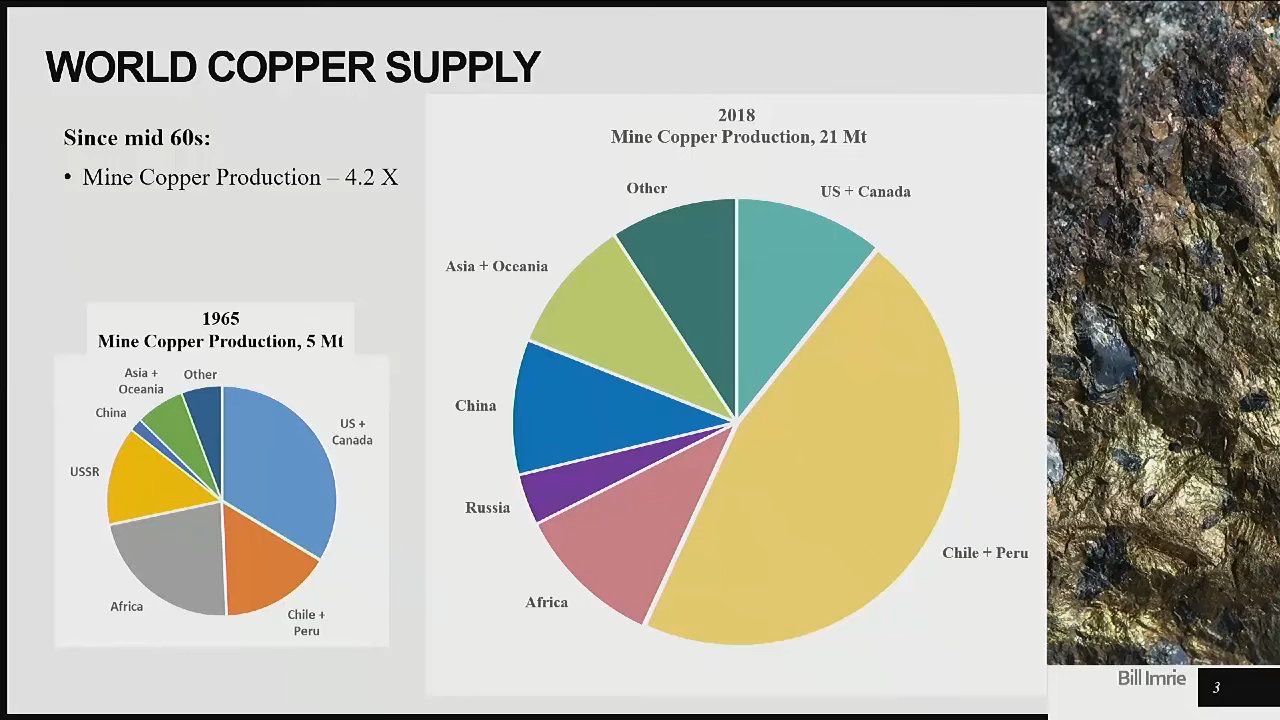 WORLD COPPER SUPPLY
Since mid 60s:
• Mine Copper Production – 4.2 X
1965
Mine Copper Production, 5 Mt
Asia +
Oceania
Other
China
US +
Canada
USSR
Africa
Chile +
Peru
2018
Mine Copper Production, 21 Mt
Other
US + Canada
Asia + Oceania
China
Russia
Chile + Peru
Africa
Bill Imrie
3